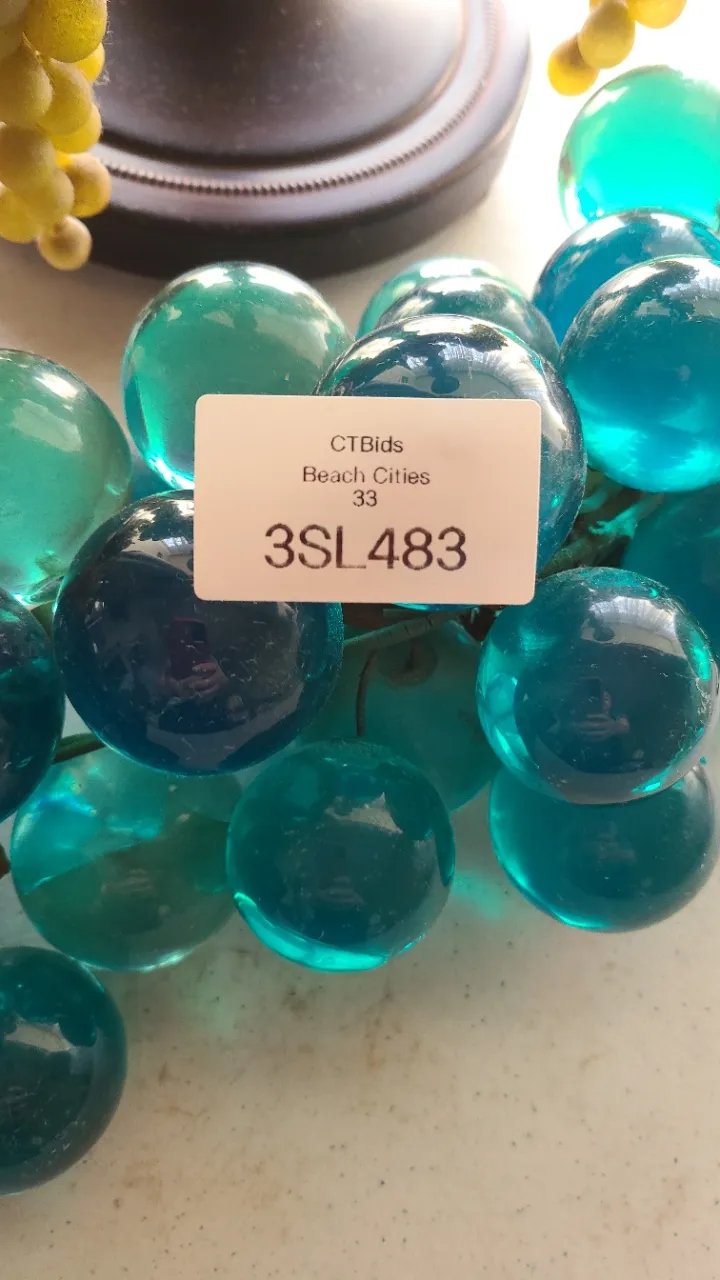 CTBids
Beach Cities
33
3SL483